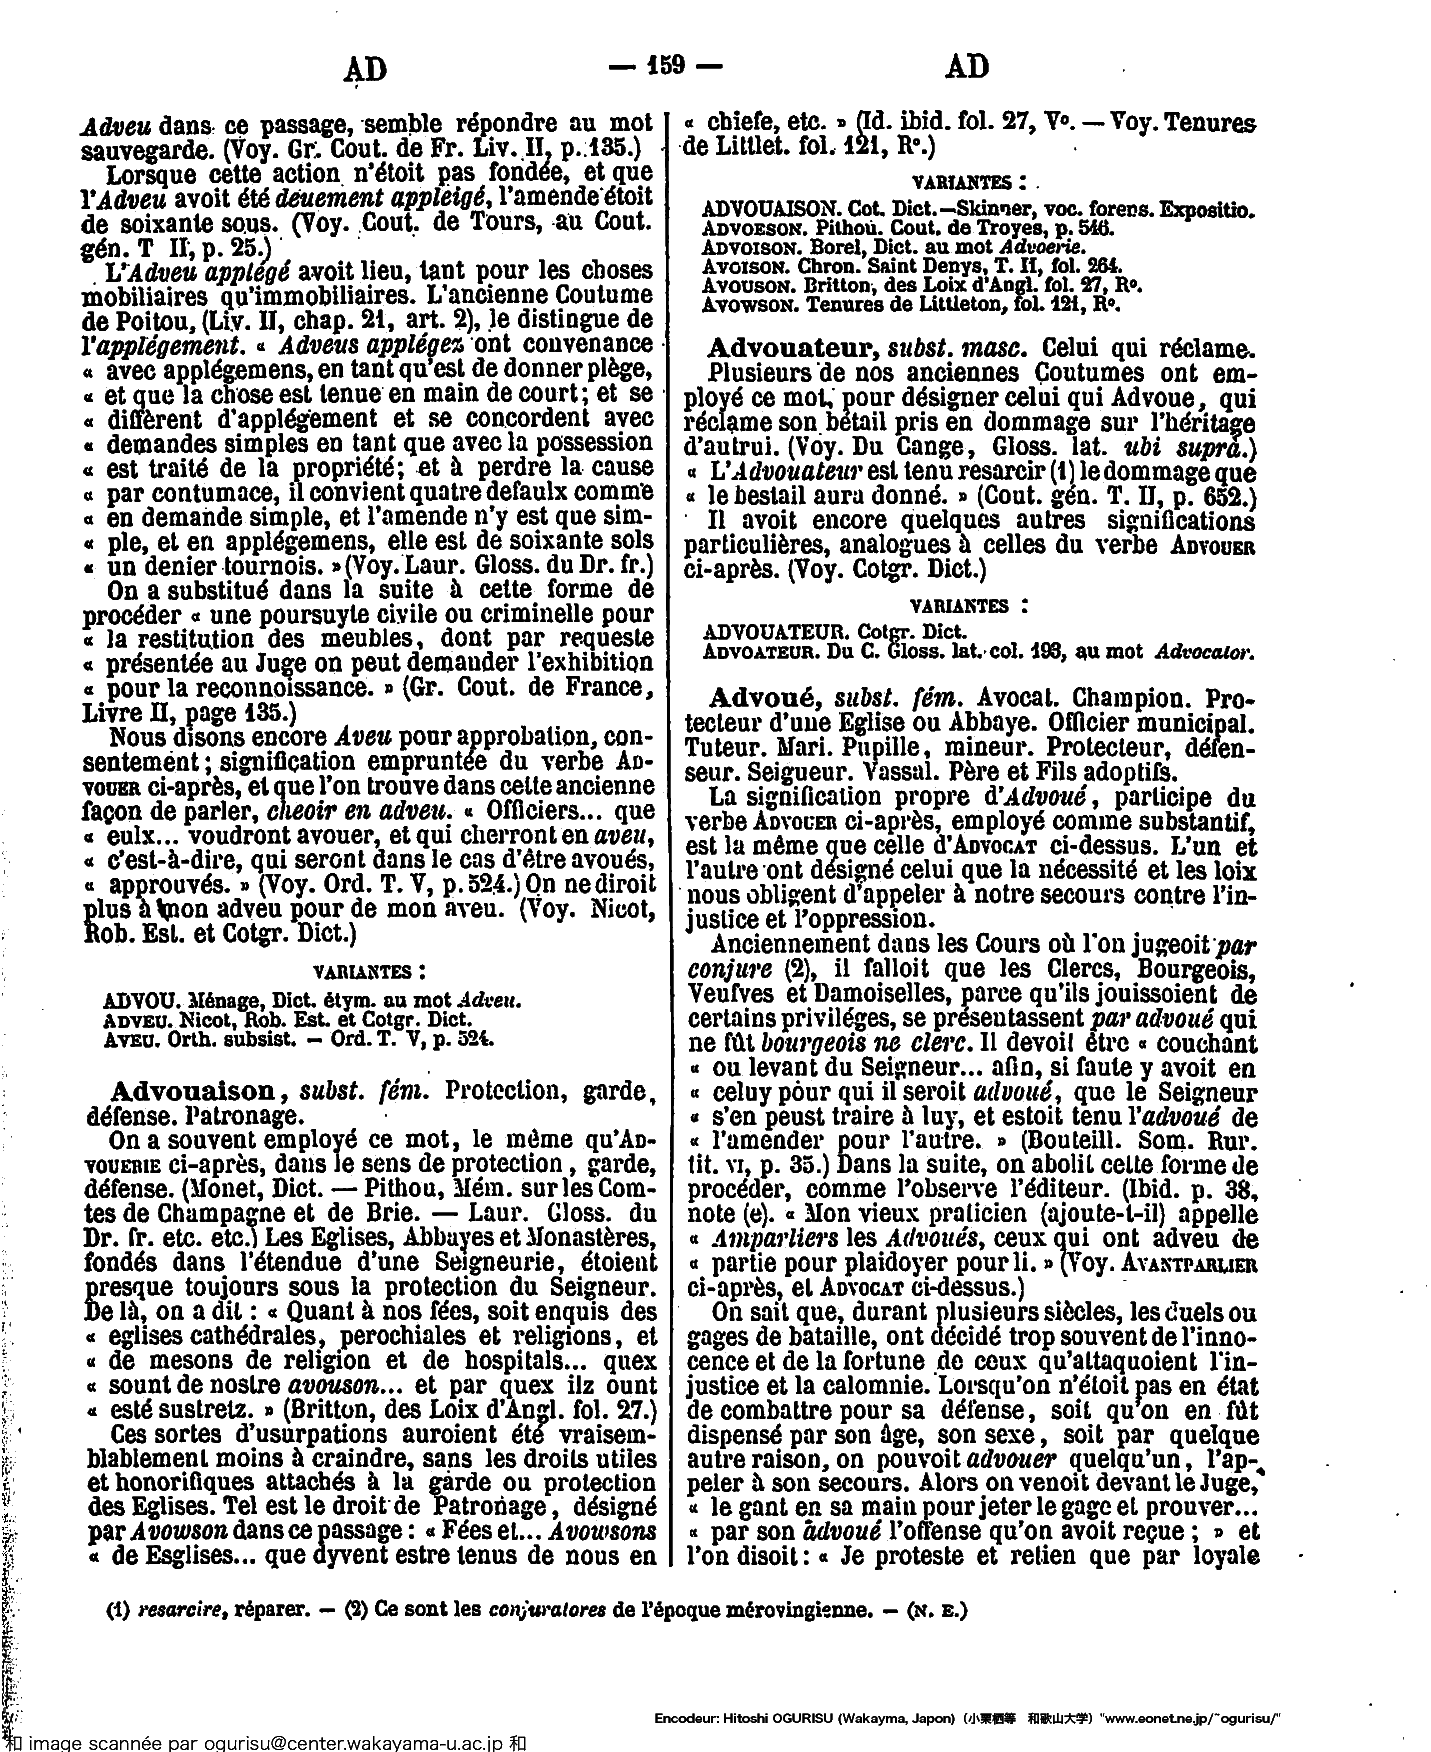 AD — 159 — AD
Adveu dans ce passage, semble répondre au mot
sauvegarde. (Voy. Gr. Cout. de Fr. Liv. II, p. 135.)
Lorsque cette action n'étoit pas fondée, et que
l'Adveu avoit été deuement appleigé, l'amende étoit
de soixante sous. (Voy. Cout. de Tours, au Cout.
gén. T II, p. 25.)
L'Adveu applégé avoit lieu, tant pour les choses
mobiliaires qu'immobiliaires. L'ancienne Coutume
de Poitou, (Liv. II, chap. 21, art. 2), le distingue de
l'applégement. « Adveus applégez ont convenance
« avec applégemens, en tant qu'est de donner plège,
« et que la chose est tenue en main de court; et se
« diffèrent d'applégement et se concordent avec
« demandes simples en tant que avec la possession
« est traité de la propriété; et à perdre la cause
« par contumace, il convient quatre defaulx comme
« en demande simple, et l'amende n'y est que sim-
« ple, et en applégemens, elle est de soixante sols
« un denier tournois. » (Voy. Laur. Gloss. du Dr. fr.)
On a substitué dans la suite à cette forme de
procéder « une poursuyte civile ou criminelle pour
« la restitution des meubles, dont par requeste
« présentée au Juge on peut demander l'exhibition
« pour la reconnoissance. » (Gr. Cout. de France,
Livre II, page 135.)
Nous disons encore Aveu pour approbation, con-
sentement; signification empruntée du verbe AD-
VOUER ci-après, et que l'on trouve dans cette ancienne
façon de parler, cheoir en adveu. « Officiers... que
« eulx... voudront avouer, et qui cherront en aveu,
« c'est-à-dire, qui seront dans le cas d'être avoués,
« approuvés. » (Voy. Ord. T. V, p. 524.) On ne diroit
plus à mon adveu pour de mon aveu. (Voy. Nicot,
Rob. Est. et Cotgr. Dict.)
VARIANTES :
ADVOU. Ménage, Dict. étym. au mot Adveu.
ADVEU. Nicot, Rob. Est. et Cotgr. Dict.
AVEU. Orth. subsist. — Ord. T. V, p. 524.
Advouaison, subst. fém. Protection, garde,
défense. Patronage.
On a souvent employé ce mot, le même qu'AD-
VOUERIE ci-après, dans le sens de protection, garde,
défense. (Monet, Dict. — Pithou, Mém. sur les Com-
tes de Champagne et de Brie. — Laur. Gloss. du
Dr. fr. etc. etc.) Les Eglises, Abbayes et Monastères,
fondés dans l'étendue d'une Seigneurie, étoient
presque toujours sous la protection du Seigneur.
De là, on a dit : « Quant à nos fées, soit enquis des
« eglises cathédrales, perochiales et religions, et
« de mesons de religion et de hospitals... quex
« sount de nostre avouson... et par quex ilz ount
« esté sustretz. » (Britton, des Loix d'Angl. fol. 27.)
Ces sortes d'usurpations auroient été vraisem-
blablement moins à craindre, sans les droits utiles
et honorifiques attachés à la garde ou protection
des Eglises. Tel est le droit de Patronage, désigné
par Avowson dans ce passage : « Fées et... Avowsons
« de Esglises... que dyvent estre tenus de nous en
« chiefe, etc. » (Id. ibid. fol. 27, V°. — Voy. Tenures
de Littlet. fol. 121, R°.)
VARIANTES :
ADVOUAISON. Cot. Dict. — Skinner, voc. forens. Expositio.
ADVOESON. Pithou. Cout. de Troyes, p. 546.
ADVOISON. Borel, Dict. au mot Advoerie.
AVOISON. Chron. Saint Denys, T. II, fol. 264.
AVOUSON. Britton, des Loix d'Angl. fol. 27, R°.
AVOWSON. Tenures de Littleton, fol. 121, R°.
Advouateur, subst. masc. Celui qui réclame.
Plusieurs de nos anciennes Coutumes ont em-
ployé ce mot, pour désigner celui qui Advoue, qui
réclame son bétail pris en dommage sur l'héritage
d'autrui. (Voy. Du Cange, Gloss. lat. ubi suprà.)
« L'Advouateur est tenu resarcir (1) le dommage que
« le bestail aura donné. » (Cout. gén. T. II, p. 652.)
Il avoit encore quelques autres significations
particulières, analogues à celles du verbe ADVOUER
ci-après. (Voy. Cotgr. Dict.)
VARIANTES :
ADVOUATEUR. Cotgr. Dict.
ADVOATEUR. Du C. Gloss. lat. col. 193, au mot Advocator.
Advoué, subst. fém. Avocat. Champion. Pro-
tecteur d'une Eglise ou Abbaye. Officier municipal.
Tuteur. Mari. Pupille, mineur. Protecteur, défen-
seur. Seigueur. Vassal. Père et Fils adoptifs.
La signification propre d'Advoué, participe du
verbe ADVOUER ci-après, employé comme substantif,
est la même que celle d'ADVOCAT ci-dessus. L'un et
l'autre ont désigné celui que la nécessité et les loix
nous obligent d'appeler à notre secours contre l'in-
justice et l'oppression.
Anciennement dans les Cours où l'on jugeoit par
conjure (2), il falloit que les Clercs, Bourgeois,
Veufves et Damoiselles, parce qu'ils jouissoient de
certains priviléges, se présentassent par advoué qui
ne fût bourgeois ne clerc. Il devoit être « couchant
« ou levant du Seigneur... afin, si faute y avoit en
« celuy pour qui il seroit advoué, que le Seigneur
« s'en peust traire à luy, et estoit tenu l'advoué de
« l'amender pour l'autre. » (Bouteill. Som. Rur.
tit. VI, p. 35.) Dans la suite, on abolit cette forme de
procéder, comme l'observe l'éditeur. (Ibid. p. 38,
note (e). « Mon vieux praticien (ajoute-t-il) appelle
« Amparliers les Advoués, ceux qui ont adveu de
« partie pour plaidoyer pour li. » (Voy. AVANTPARLIER
ci-après, et ADVOCAT ci-dessus.)
On sait que, durant plusieurs siècles, les duels ou
gages de bataille, ont décidé trop souvent de l'inno-
cence et de la fortune de ceux qu'attaquoient l'in-
justice et la calomnie. Lorsqu'on n'étoit pas en état
de combattre pour sa défense, soit qu'on en fût
dispensé par son âge, son sexe, soit par quelque
autre raison, on pouvoit advouer quelqu'un, l'ap-
peler à son secours. Alors on venoit devant le Juge,
« le gant en sa main pour jeter le gage et prouver...
« par son advoué l'offense qu'on avoit reçue; » et
l'on disoit : « Je proteste et retien que par loyale
(1) resarcire, réparer. — (2) Ce sont les conjuratores de l'époque mérovingienne. — (N. E.)
Encodeur: Hitoshi OGURISU (Wakayma, Japon) (小栗栖等 和歌山大学) "www.eonet.ne.jp/~ogurisu/"
和 image scannée par ogurisu@center.wakayama-u.ac.jp 和